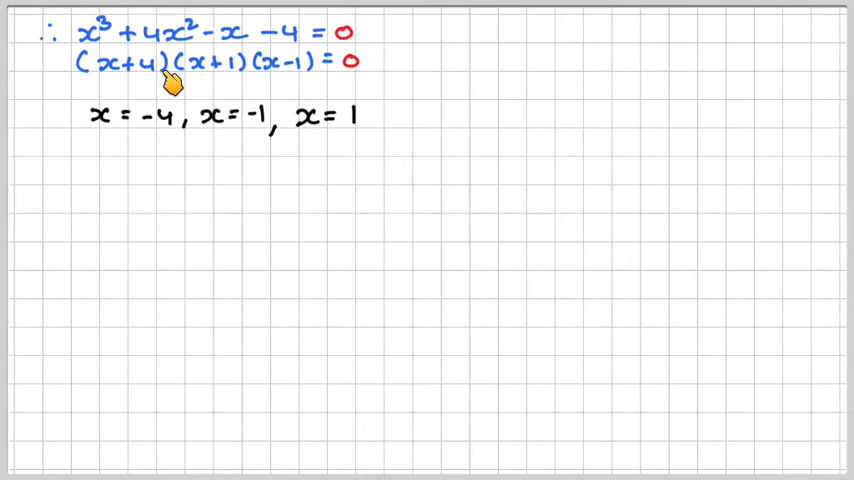 ∴ x³ + 4x² - x - 4 = 0
(x+4)(x+1)(x-1) = 0
x = -4, x = -1, x = 1